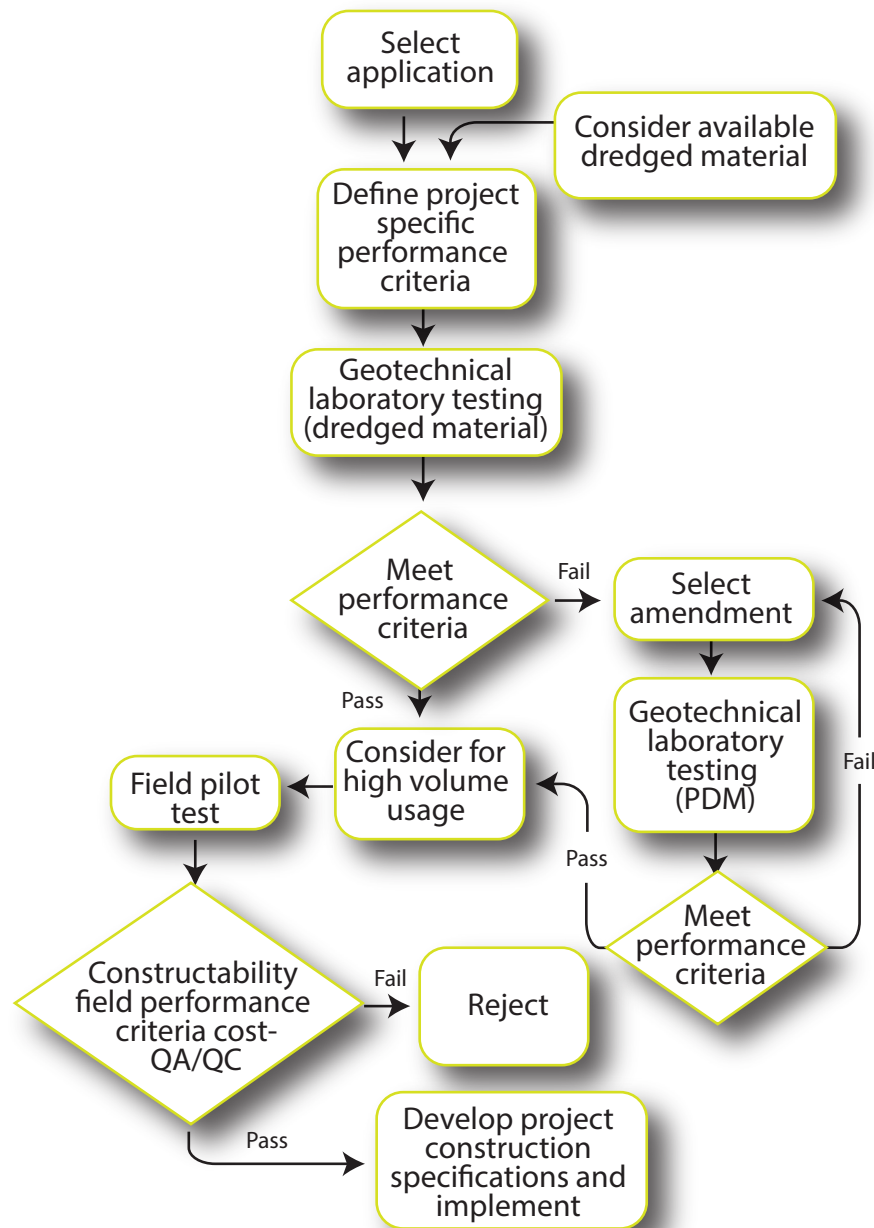 Select
application
Consider available
dredged material
Define project
specific
performance
criteria
Geotechnical
laboratory testing
(dredged material)
Meet
performance
criteria
Fail
Select
amendment
Pass
Geotechnical
laboratory
testing
(PDM)
Fail
Consider for
high volume
usage
Field pilot
test
Pass
Meet
performance
criteria
Constructability
field performance
criteria cost-
QA/QC
Fail
Reject
Pass
Develop project
construction
specifications and
implement